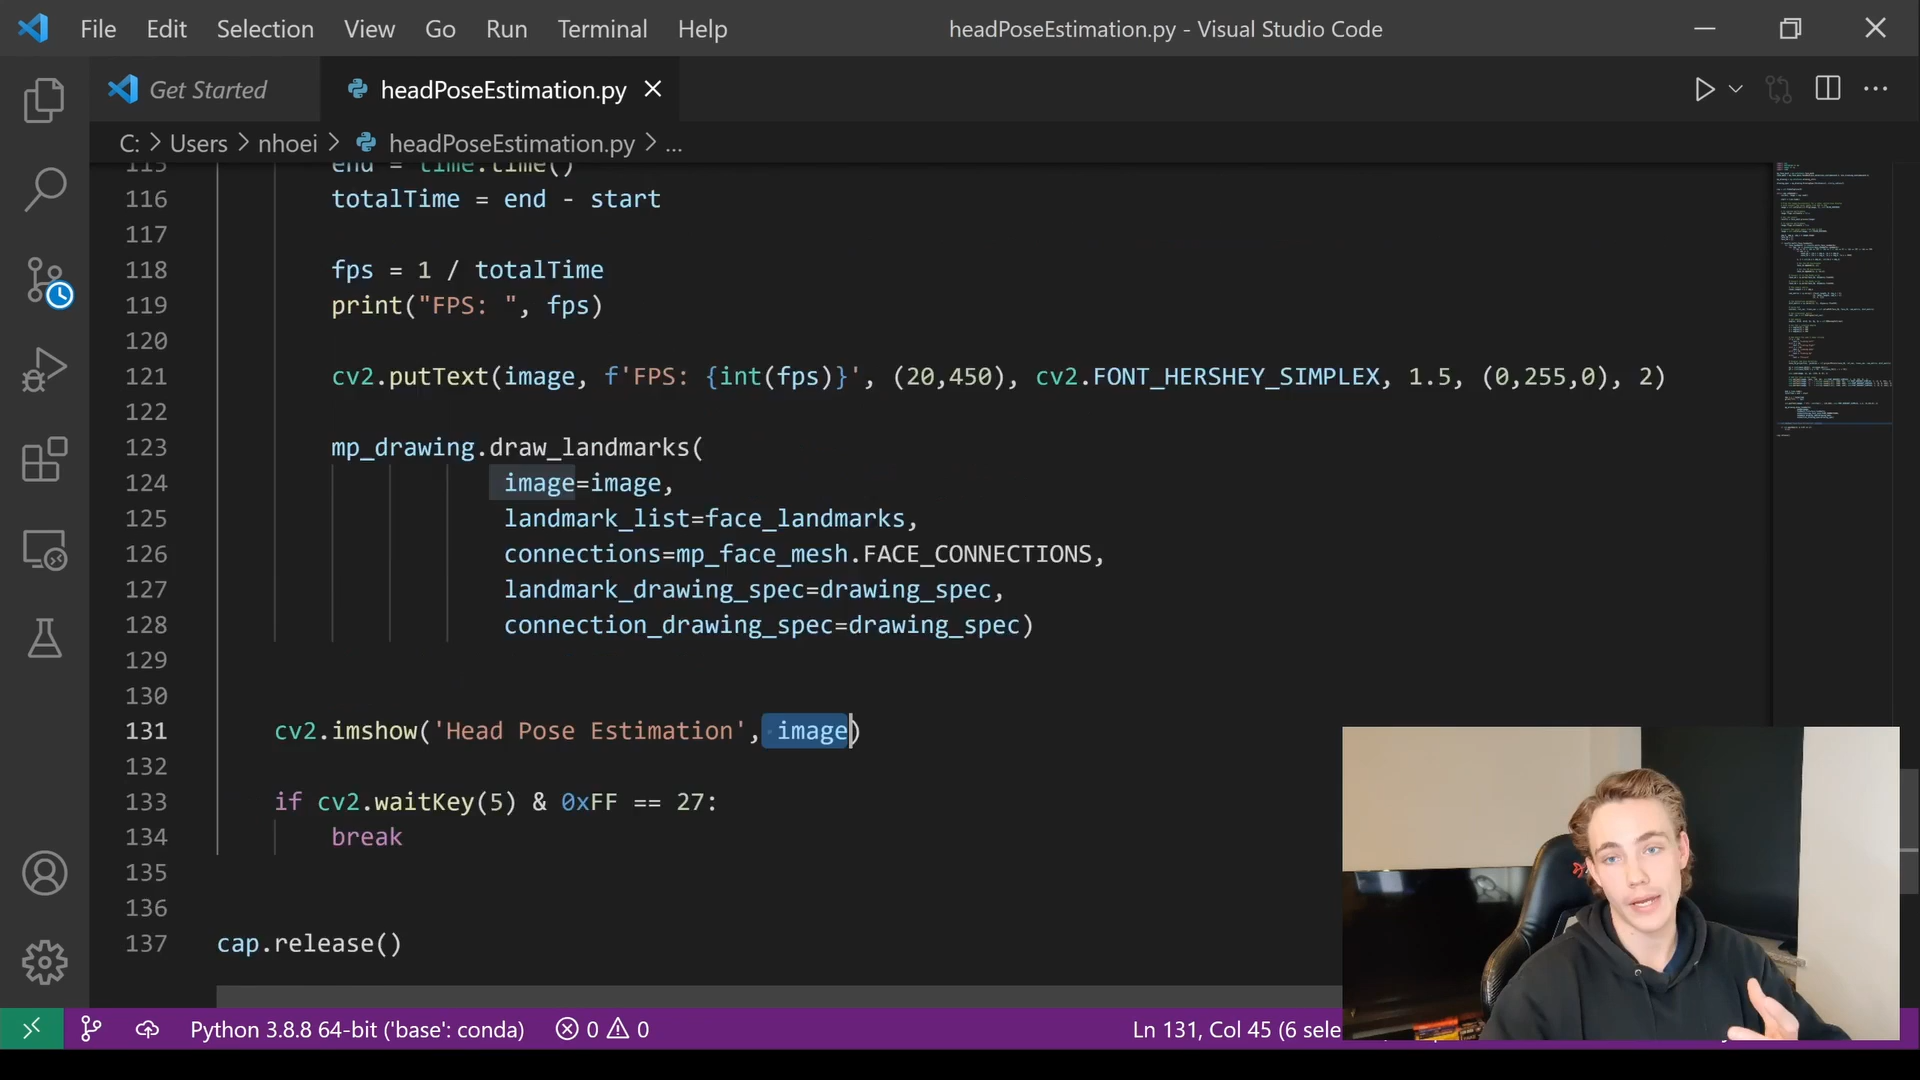 File Edit Selection View Go Run Terminal Help headPoseEstimation.py - Visual Studio Code
Get Started headPoseEstimation.py
C: > Users > nhoei > headPoseEstimation.py > ...
115 end = time.time()
116 totalTime = end - start
117
118 fps = 1 / totalTime
119 print("FPS: ", fps)
120
121 cv2.putText(image, f'FPS: {int(fps)}', (20,450), cv2.FONT_HERSHEY_SIMPLEX, 1.5, (0,255,0), 2)
122
123 mp_drawing.draw_landmarks(
124 image=image,
125 landmark_list=face_landmarks,
126 connections=mp_face_mesh.FACE_CONNECTIONS,
127 landmark_drawing_spec=drawing_spec,
128 connection_drawing_spec=drawing_spec)
129
130
131 cv2.imshow('Head Pose Estimation', image)
132
133 if cv2.waitKey(5) & 0xFF == 27:
134 break
135
136
137 cap.release()
Python 3.8.8 64-bit ('base': conda) 0 0 Ln 131, Col 45 (6 sele